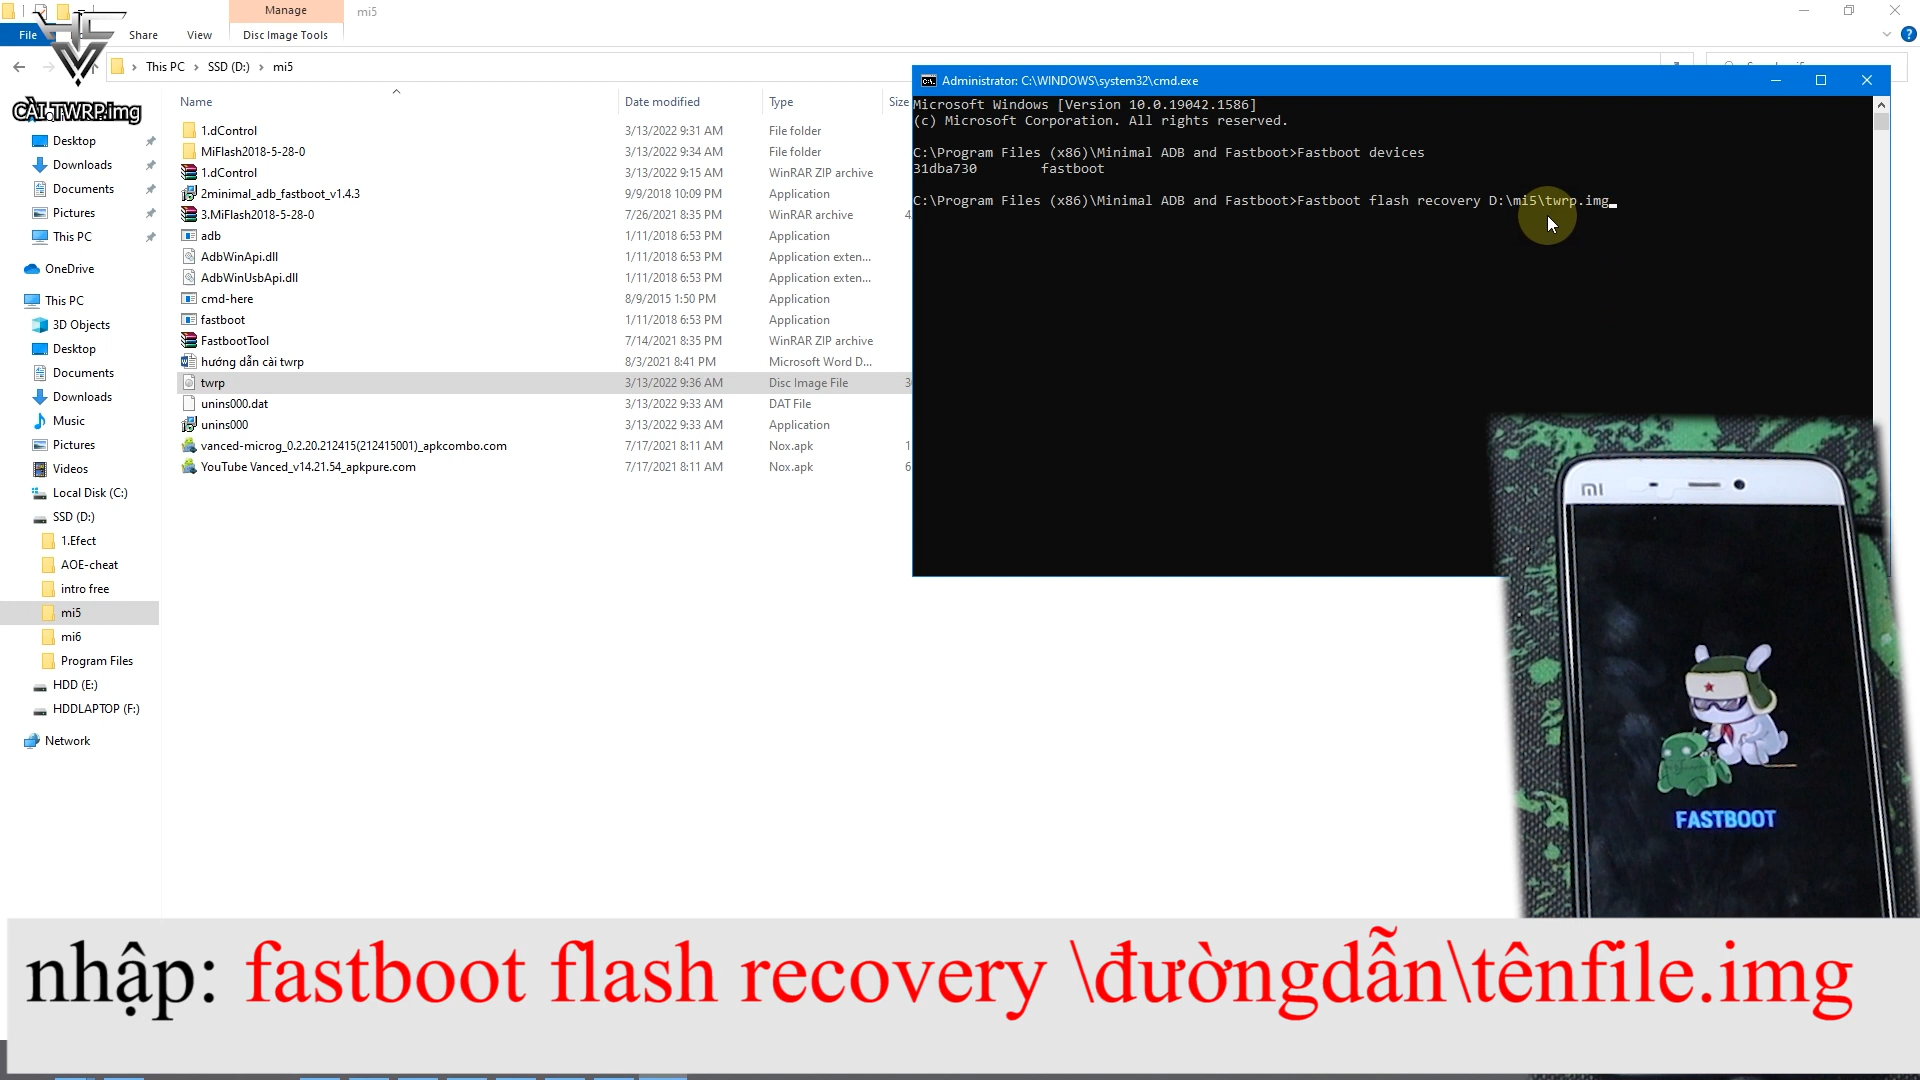 Manage
mi5
File
Share
View
Disc Image Tools
This PC
SSD (D:)
mi5
CÀI TWRP.img
Desktop
Downloads
Documents
Pictures
This PC
OneDrive
This PC
3D Objects
Desktop
Documents
Downloads
Music
Pictures
Videos
Local Disk (C:)
SSD (D:)
1.Efect
AOE-cheat
intro free
mi5
mi6
Program Files
HDD (E:)
HDDLAPTOP (F:)
Network
Name Date modified Type Size
1.dControl 3/13/2022 9:31 AM File folder
MiFlash2018-5-28-0 3/13/2022 9:34 AM File folder
1.dControl 3/13/2022 9:15 AM WinRAR ZIP archive
2minimal_adb_fastboot_v1.4.3 9/9/2018 10:09 PM Application
3.MiFlash2018-5-28-0 7/26/2021 8:35 PM WinRAR archive 4
adb 1/11/2018 6:53 PM Application
AdbWinApi.dll 1/11/2018 6:53 PM Application exten...
AdbWinUsbApi.dll 1/11/2018 6:53 PM Application exten...
cmd-here 8/9/2015 1:50 PM Application
fastboot 1/11/2018 6:53 PM Application
FastbootTool 7/14/2021 8:35 PM WinRAR ZIP archive
hướng dẫn cài twrp 8/3/2021 8:41 PM Microsoft Word D...
twrp 3/13/2022 9:36 AM Disc Image File 3
unins000.dat 3/13/2022 9:33 AM DAT File
unins000 3/13/2022 9:33 AM Application
vanced-microg_0.2.20.212415(212415001)_apkcombo.com 7/17/2021 8:11 AM Nox.apk 1
YouTube Vanced_v14.21.54_apkpure.com 7/17/2021 8:11 AM Nox.apk 6
Administrator: C:\WINDOWS\system32\cmd.exe
Microsoft Windows [Version 10.0.19042.1586]
(c) Microsoft Corporation. All rights reserved.
C:\Program Files (x86)\Minimal ADB and Fastboot>Fastboot devices
31dba730 fastboot
C:\Program Files (x86)\Minimal ADB and Fastboot>Fastboot flash recovery D:\mi5\twrp.img
mi
FASTBOOT
nhập: fastboot flash recovery \đườngdẫn\tênfile.img